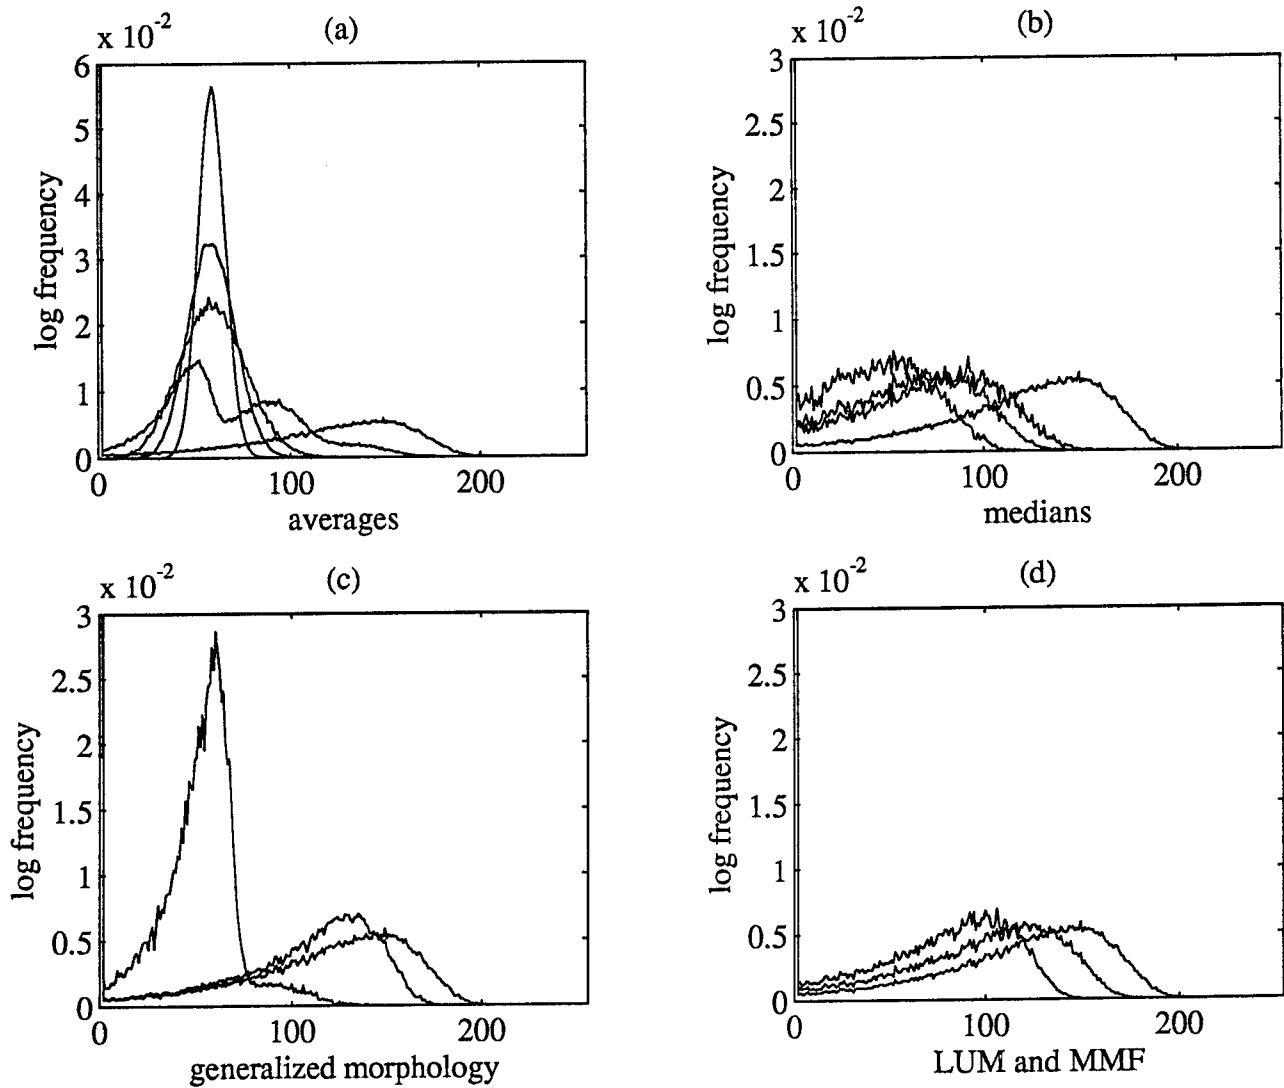 (a)
x 10-2
6
5
4
3
2
1
0
log frequency
0 100 200
averages
(b)
x 10-2
3
2.5
2
1.5
1
0.5
0
log frequency
0 100 200
medians
(c)
x 10-2
3
2.5
2
1.5
1
0.5
0
log frequency
0 100 200
generalized morphology
(d)
x 10-2
3
2.5
2
1.5
1
0.5
0
log frequency
0 100 200
LUM and MMF